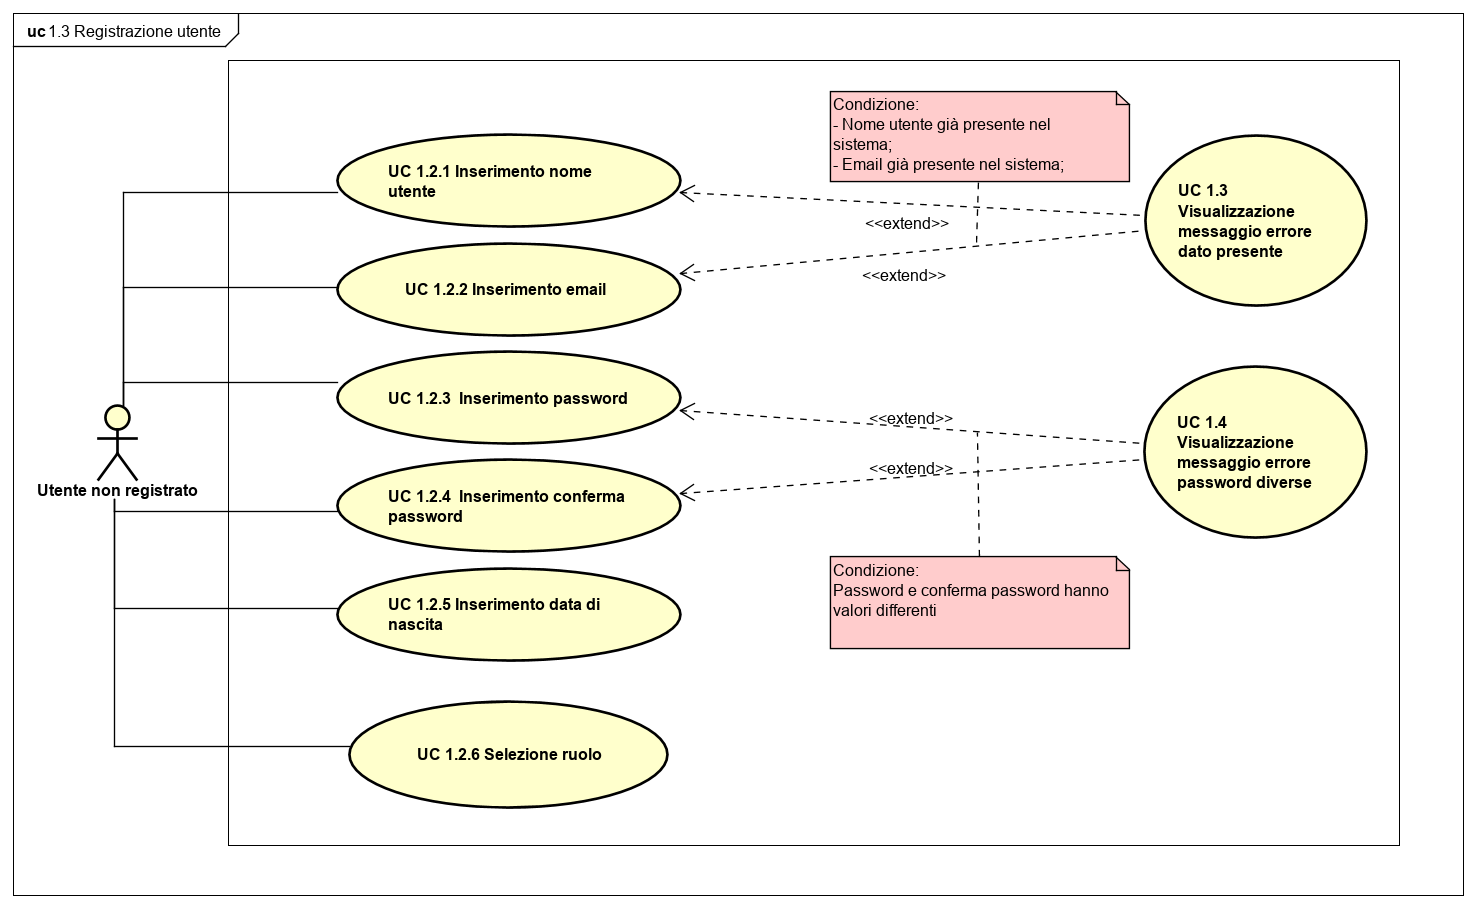 uc 1.3 Registrazione utente
Condizione:
- Nome utente già presente nel
sistema;
- Email già presente nel sistema;
UC 1.2.1 Inserimento nome
utente
<<extend>>
UC 1.3
Visualizzazione
messaggio errore
dato presente
UC 1.2.2 Inserimento email
<<extend>>
UC 1.2.3  Inserimento password
<<extend>>
UC 1.4
Visualizzazione
messaggio errore
password diverse
Utente non registrato
<<extend>>
UC 1.2.4  Inserimento conferma
password
Condizione:
Password e conferma password hanno
valori differenti
UC 1.2.5 Inserimento data di
nascita
UC 1.2.6 Selezione ruolo